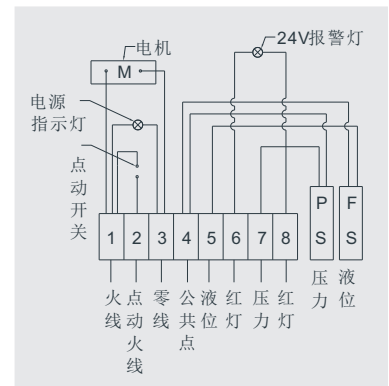 电机
24V报警灯
M
电源
指示灯
点动开关
P S
F S
1 2 3 4 5 6 7 8
压力
液位
火线
点动火线
零线
公共点
液位
红灯
压力
红灯